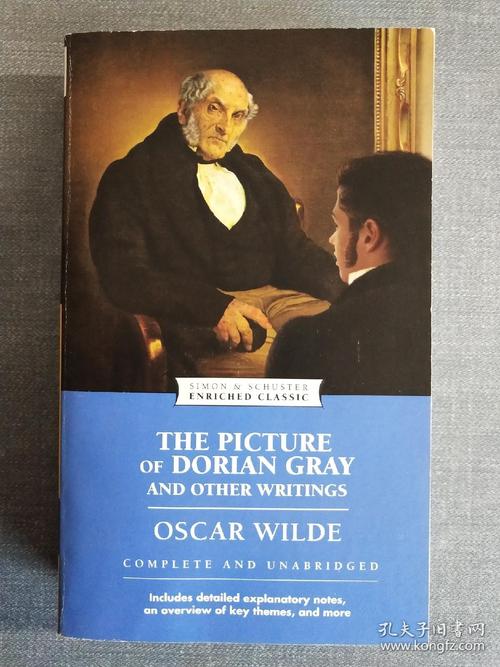 SIMON & SCHUSTER
ENRICHED CLASSIC
THE PICTURE
OF DORIAN GRAY
AND OTHER WRITINGS
OSCAR WILDE
COMPLETE AND UNABRIDGED
Includes detailed explanatory notes,
an overview of key themes, and more
孔夫子旧书网
www.kongfz.com